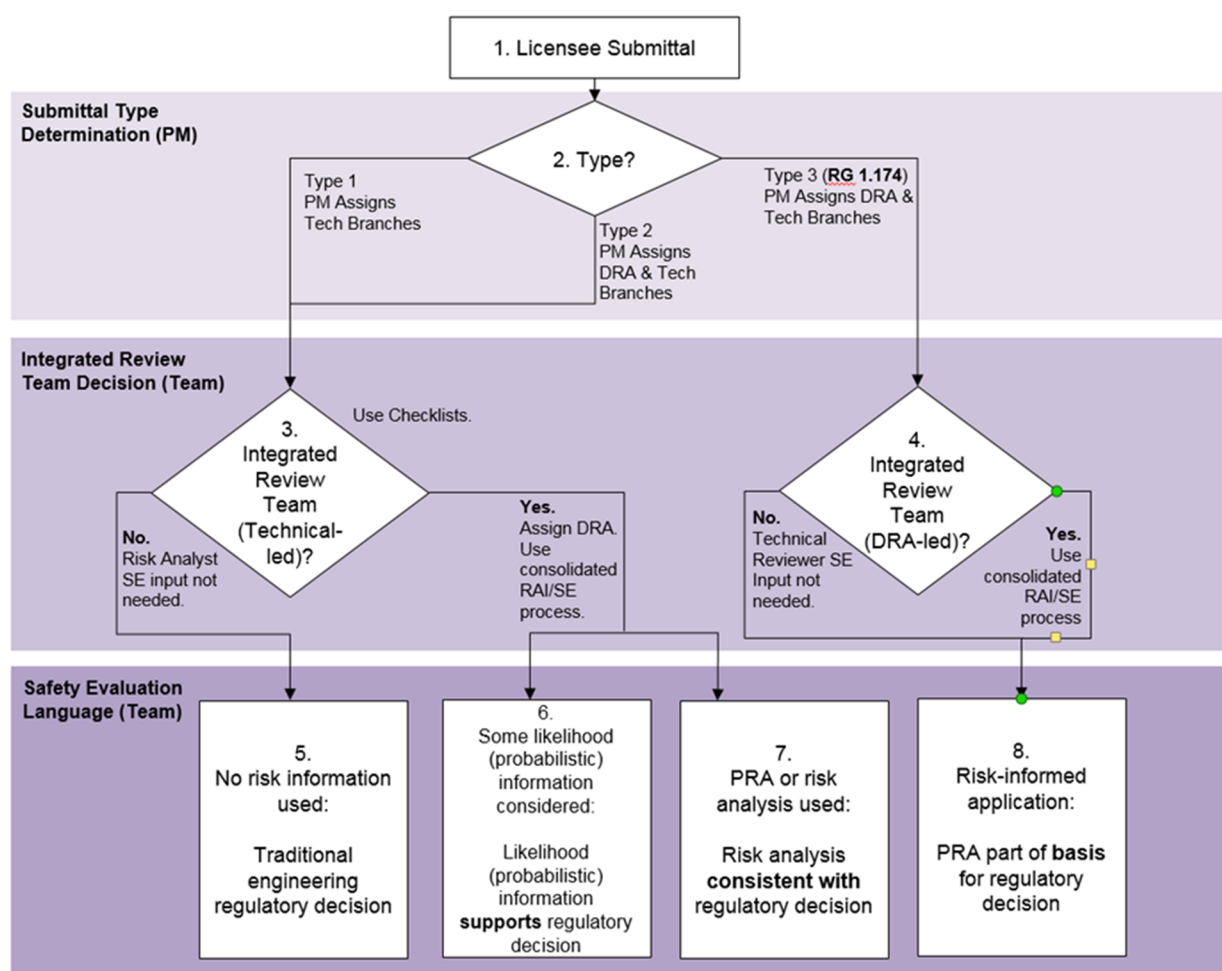 1. Licensee Submittal
Submittal Type
Determination (PM)
2. Type?
Type 1
PM Assigns
Tech Branches
Type 2
PM Assigns
DRA & Tech
Branches
Type 3 (RG 1.174)
PM Assigns DRA &
Tech Branches
Integrated Review
Team Decision (Team)
3.
Integrated
Review
Team
(Technical-
led)?
Use Checklists.
No.
Risk Analyst
SE input not
needed.
Yes.
Assign DRA.
Use
consolidated
RAI/SE
process.
4.
Integrated
Review
Team
(DRA-led)?
No.
Technical
Reviewer SE
Input not
needed.
Yes.
Use
consolidated
RAI/SE
process
Safety Evaluation
Language (Team)
5.
No risk information
used:
Traditional
engineering
regulatory decision
6.
Some likelihood
(probabilistic)
information
considered:
Likelihood
(probabilistic)
information
supports regulatory
decision
7.
PRA or risk
analysis used:
Risk analysis
consistent with
regulatory decision
8.
Risk-informed
application:
PRA part of basis
for regulatory
decision